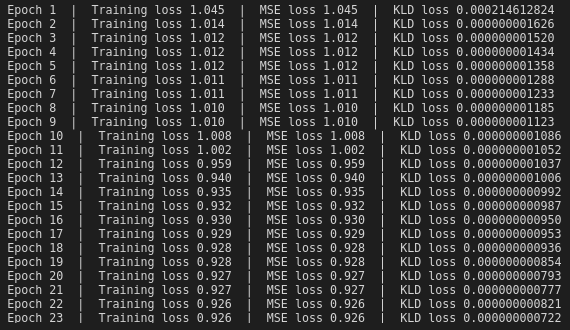 Epoch 1 | Training loss 1.045 | MSE loss 1.045 | KLD loss 0.000214612824
Epoch 2 | Training loss 1.014 | MSE loss 1.014 | KLD loss 0.000000001626
Epoch 3 | Training loss 1.012 | MSE loss 1.012 | KLD loss 0.000000001520
Epoch 4 | Training loss 1.012 | MSE loss 1.012 | KLD loss 0.000000001434
Epoch 5 | Training loss 1.012 | MSE loss 1.012 | KLD loss 0.000000001358
Epoch 6 | Training loss 1.011 | MSE loss 1.011 | KLD loss 0.000000001288
Epoch 7 | Training loss 1.011 | MSE loss 1.011 | KLD loss 0.000000001233
Epoch 8 | Training loss 1.010 | MSE loss 1.010 | KLD loss 0.000000001185
Epoch 9 | Training loss 1.010 | MSE loss 1.010 | KLD loss 0.000000001123
Epoch 10 | Training loss 1.008 | MSE loss 1.008 | KLD loss 0.000000001086
Epoch 11 | Training loss 1.002 | MSE loss 1.002 | KLD loss 0.000000001052
Epoch 12 | Training loss 0.959 | MSE loss 0.959 | KLD loss 0.000000001037
Epoch 13 | Training loss 0.940 | MSE loss 0.940 | KLD loss 0.000000001006
Epoch 14 | Training loss 0.935 | MSE loss 0.935 | KLD loss 0.000000000992
Epoch 15 | Training loss 0.932 | MSE loss 0.932 | KLD loss 0.000000000987
Epoch 16 | Training loss 0.930 | MSE loss 0.930 | KLD loss 0.000000000950
Epoch 17 | Training loss 0.929 | MSE loss 0.929 | KLD loss 0.000000000953
Epoch 18 | Training loss 0.928 | MSE loss 0.928 | KLD loss 0.000000000936
Epoch 19 | Training loss 0.928 | MSE loss 0.928 | KLD loss 0.000000000854
Epoch 20 | Training loss 0.927 | MSE loss 0.927 | KLD loss 0.000000000793
Epoch 21 | Training loss 0.927 | MSE loss 0.927 | KLD loss 0.000000000777
Epoch 22 | Training loss 0.926 | MSE loss 0.926 | KLD loss 0.000000000821
Epoch 23 | Training loss 0.926 | MSE loss 0.926 | KLD loss 0.000000000722